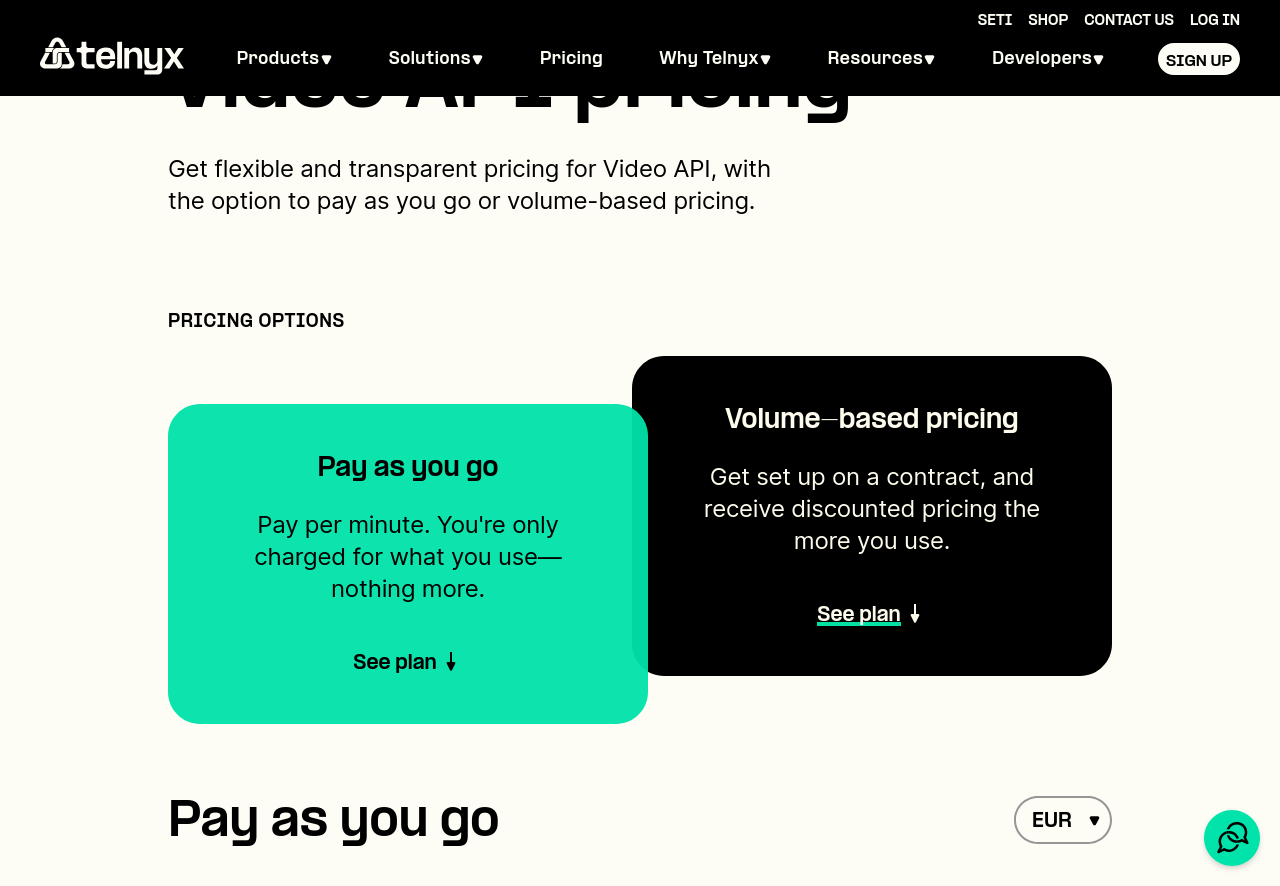 SETI SHOP CONTACT US LOG IN
telnyx Products Solutions Pricing Why Telnyx Resources Developers SIGN UP
Video API pricing
Get flexible and transparent pricing for Video API, with
the option to pay as you go or volume-based pricing.
PRICING OPTIONS
Pay as you go
Pay per minute. You're only
charged for what you use—
nothing more.
See plan
Volume-based pricing
Get set up on a contract, and
receive discounted pricing the
more you use.
See plan
Pay as you go
EUR